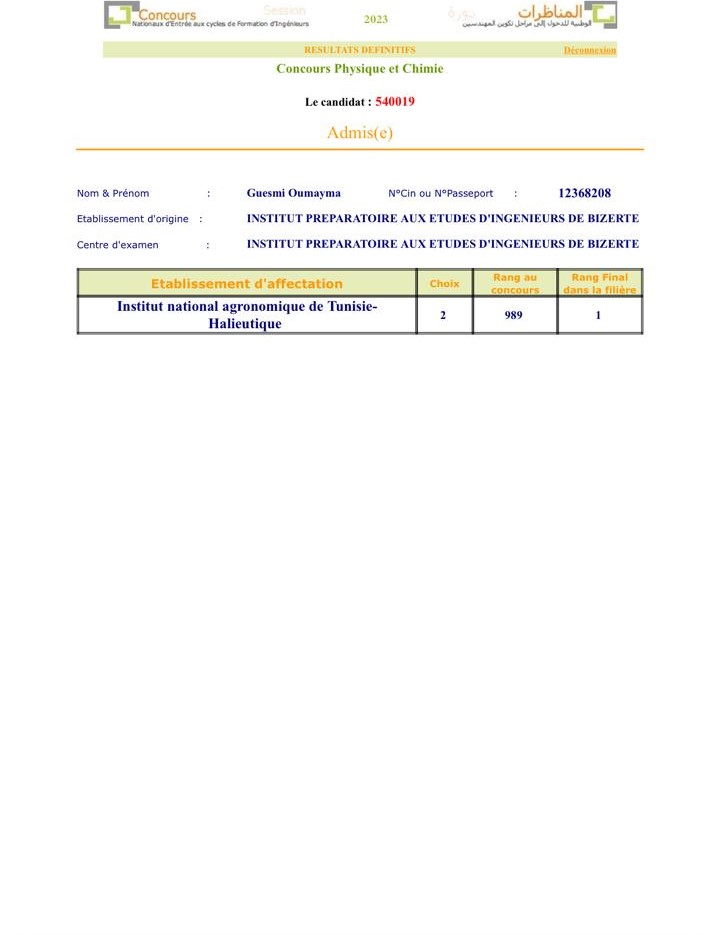 Concours Session 2023 دورة المناظرات
Nationaux d'Entrée aux cycles de Formation d'Ingénieurs الوطنية للدخول إلى مراحل تكوين المهندسين
RESULTATS DEFINITIFS Déconnexion
Concours Physique et Chimie
Le candidat : 540019
Admis(e)
Nom & Prénom : Guesmi Oumayma N°Cin ou N°Passeport : 12368208
Etablissement d'origine : INSTITUT PREPARATOIRE AUX ETUDES D'INGENIEURS DE BIZERTE
Centre d'examen : INSTITUT PREPARATOIRE AUX ETUDES D'INGENIEURS DE BIZERTE
Etablissement d'affectation Choix Rang au concours Rang Final dans la filière
Institut national agronomique de Tunisie-
Halieutique 2 989 1